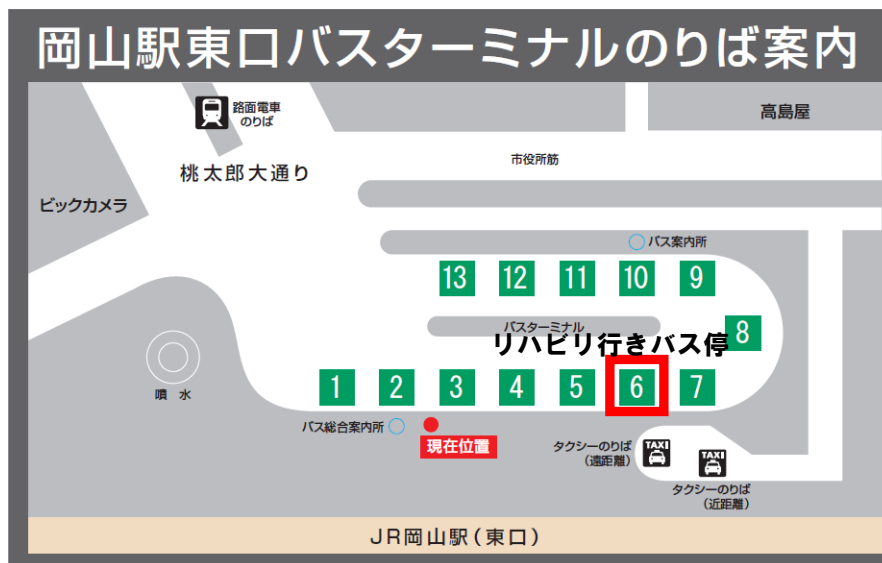 岡山駅東口バスターミナルのりば案内
路面電車
のりば
高島屋
市役所筋
桃太郎大通り
ビックカメラ
バス案内所
13 12 11 10 9
バスターミナル
8
リハビリ行きバス停
1 2 3 4 5 6 7
噴水
バス総合案内所
現在位置
タクシーのりば
(遠距離)
TAXI
TAXI
タクシーのりば
(近距離)
JR岡山駅(東口)